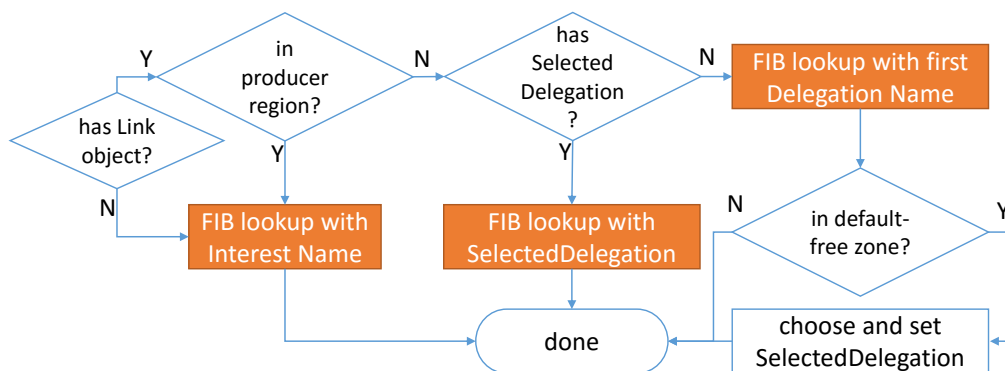 Y
has Link
object?
N
in
producer
region?
N
Y
FIB lookup with
Interest Name
has
Selected
Delegation
?
N
Y
FIB lookup with
SelectedDelegation
FIB lookup with first
Delegation Name
N
in default-
free zone?
Y
choose and set
SelectedDelegation
done